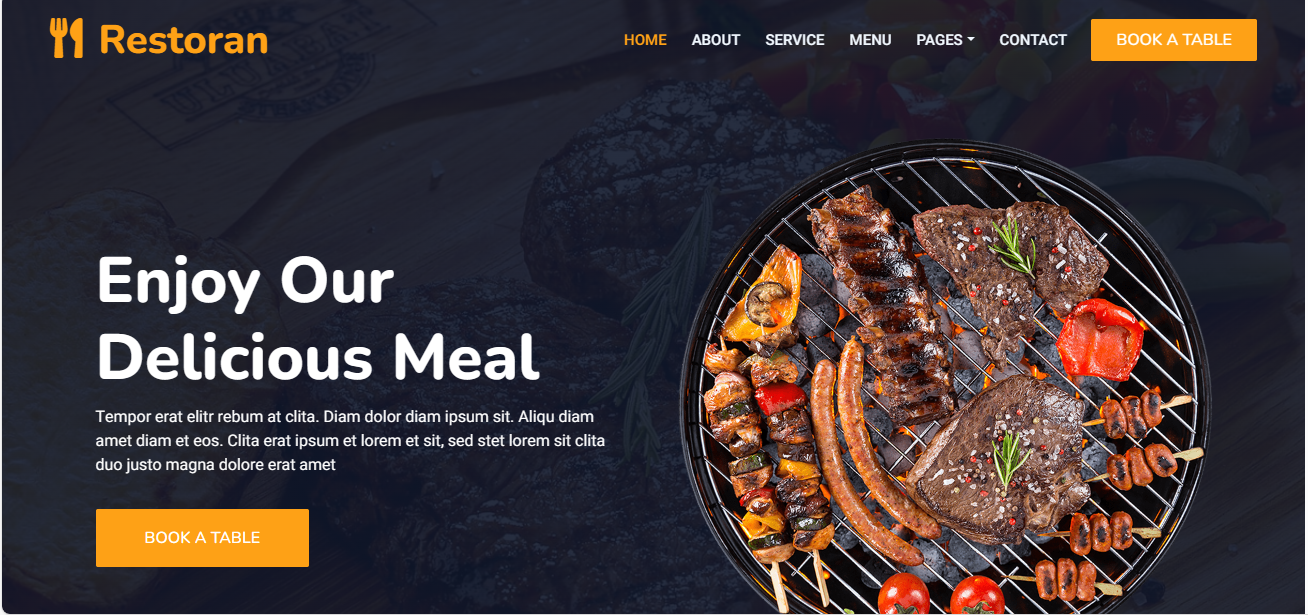 Restoran
HOME ABOUT SERVICE MENU PAGES CONTACT BOOK A TABLE
Enjoy Our
Delicious Meal
Tempor erat elitr rebum at clita. Diam dolor diam ipsum sit. Aliqu diam
amet diam et eos. Clita erat ipsum et lorem et sit, sed stet lorem sit clita
duo justo magna dolore erat amet
BOOK A TABLE